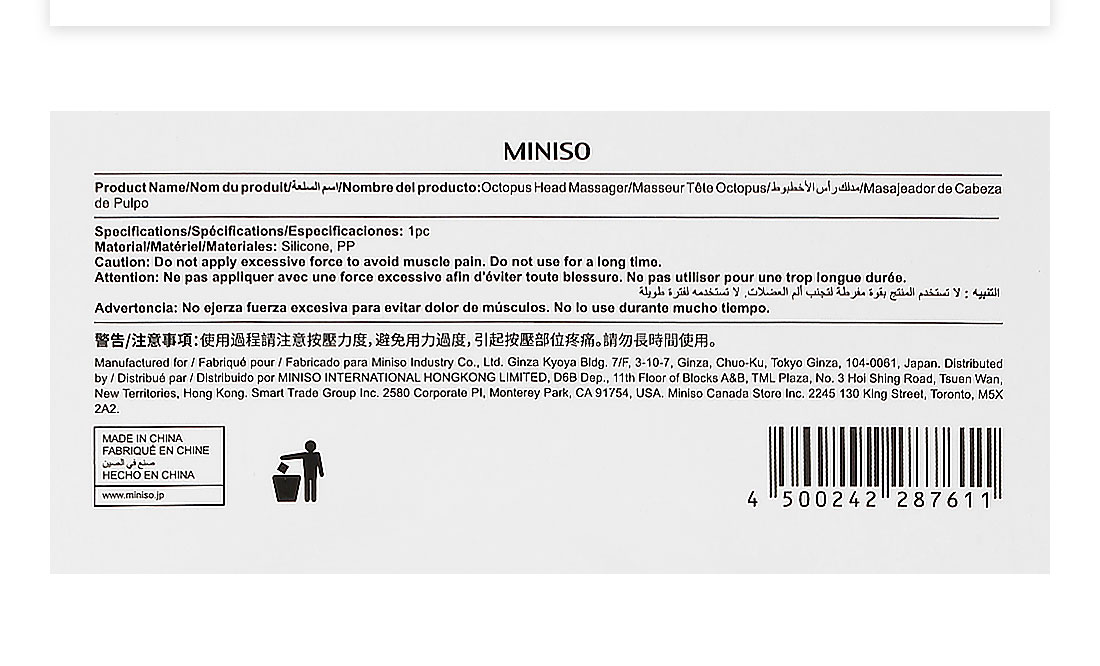 MINISO
Product Name/Nom du produit/اسم السلعة/Nombre del producto:Octopus Head Massager/Masseur Tête Octopus/مدلك رأس الأخطبوط/Masajeador de Cabeza
de Pulpo
Specifications/Spécifications/Especificaciones: 1pc
Material/Matériel/Materiales: Silicone, PP
Caution: Do not apply excessive force to avoid muscle pain. Do not use for a long time.
Attention: Ne pas appliquer avec une force excessive afin d'éviter toute blessure. Ne pas utiliser pour une trop longue durée.
التنبيه : لا تستخدم المنتج بقوة مفرطة لتجنب ألم العضلات. لا تستخدمه لفترة طويلة
Advertencia: No ejerza fuerza excesiva para evitar dolor de músculos. No lo use durante mucho tiempo.
警告/注意事項:使用過程請注意按壓力度,避免用力過度,引起按壓部位疼痛。請勿長時間使用。
Manufactured for / Fabriqué pour / Fabricado para Miniso Industry Co., Ltd. Ginza Kyoya Bldg. 7/F, 3-10-7, Ginza, Chuo-Ku, Tokyo Ginza, 104-0061, Japan. Distributed
by / Distribué par / Distribuido por MINISO INTERNATIONAL HONGKONG LIMITED, D6B Dep., 11th Floor of Blocks A&B, TML Plaza, No. 3 Hoi Shing Road, Tsuen Wan,
New Territories, Hong Kong. Smart Trade Group Inc. 2580 Corporate Pl, Monterey Park, CA 91754, USA. Miniso Canada Store Inc. 2245 130 King Street, Toronto, M5X
2A2.
MADE IN CHINA
FABRIQUÉ EN CHINE
صنع في الصين
HECHO EN CHINA
www.miniso.jp
4 500242 287611